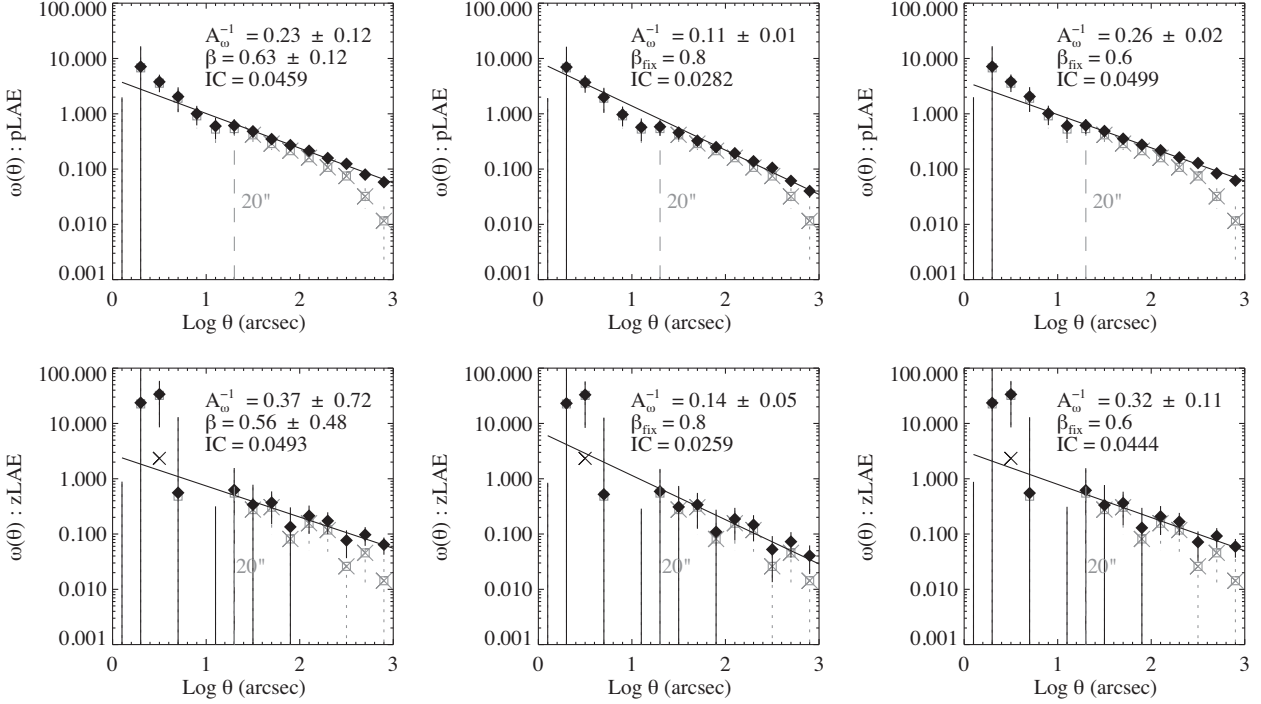 100.000
10.000
1.000
0.100
0.010
0.001
ω(θ) : pLAE
A_ω^{-1} = 0.23 ± 0.12
β = 0.63 ± 0.12
IC = 0.0459
20"
0 1 2 3
Log θ (arcsec)
100.000
10.000
1.000
0.100
0.010
0.001
ω(θ) : pLAE
A_ω^{-1} = 0.11 ± 0.01
β_fix = 0.8
IC = 0.0282
20"
0 1 2 3
Log θ (arcsec)
100.000
10.000
1.000
0.100
0.010
0.001
ω(θ) : pLAE
A_ω^{-1} = 0.26 ± 0.02
β_fix = 0.6
IC = 0.0499
20"
0 1 2 3
Log θ (arcsec)
100.000
10.000
1.000
0.100
0.010
0.001
ω(θ) : zLAE
A_ω^{-1} = 0.37 ± 0.72
β = 0.56 ± 0.48
IC = 0.0493
20"
0 1 2 3
Log θ (arcsec)
100.000
10.000
1.000
0.100
0.010
0.001
ω(θ) : zLAE
A_ω^{-1} = 0.14 ± 0.05
β_fix = 0.8
IC = 0.0259
20"
0 1 2 3
Log θ (arcsec)
100.000
10.000
1.000
0.100
0.010
0.001
ω(θ) : zLAE
A_ω^{-1} = 0.32 ± 0.11
β_fix = 0.6
IC = 0.0444
20"
0 1 2 3
Log θ (arcsec)